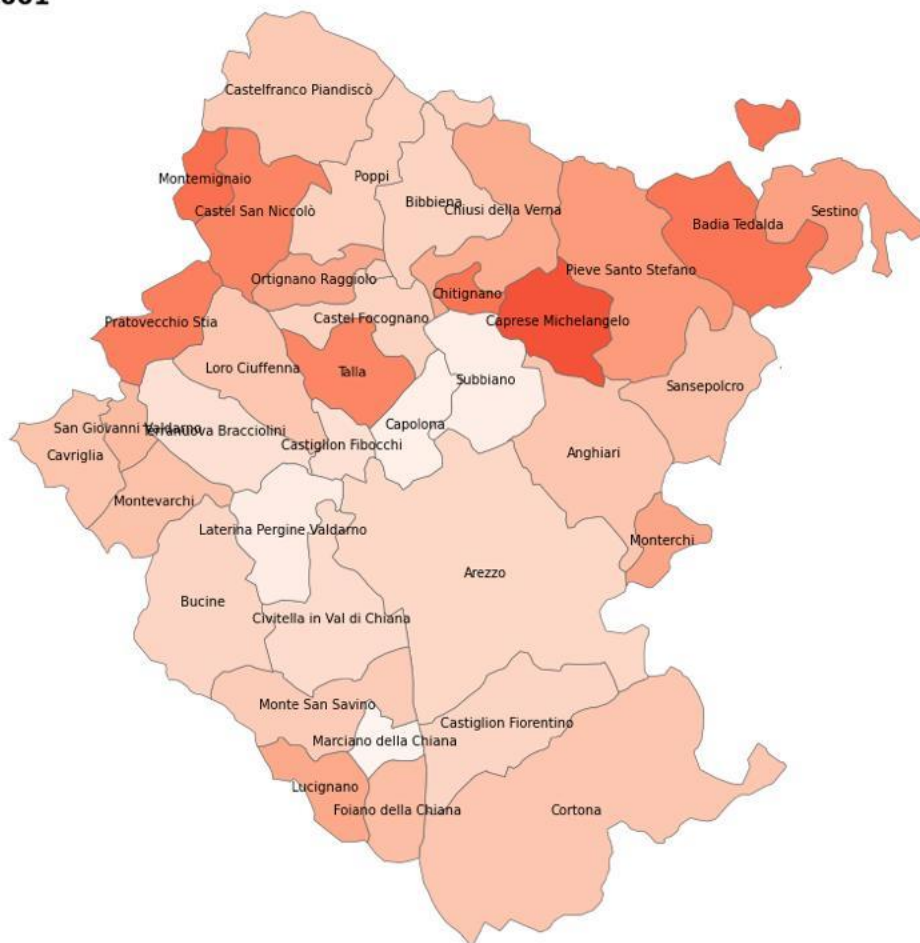 Castelfranco Piandiscò
Montemignaio
Poppi
Castel San Niccolò
Bibbiena
Chiusi della Verna
Badia Tedalda
Sestino
Ortignano Raggiolo
Pieve Santo Stefano
Chitignano
Pratovecchio Stia
Castel Focognano
Caprese Michelangelo
Loro Ciuffenna
Talla
Subbiano
Sansepolcro
San Giovanni Valdarno
Terranuova Bracciolini
Capolona
Cavriglia
Castiglion Fibocchi
Anghiari
Montevarchi
Laterina Pergine Valdarno
Monterchi
Arezzo
Bucine
Civitella in Val di Chiana
Monte San Savino
Castiglion Fiorentino
Marciano della Chiana
Lucignano
Foiano della Chiana
Cortona